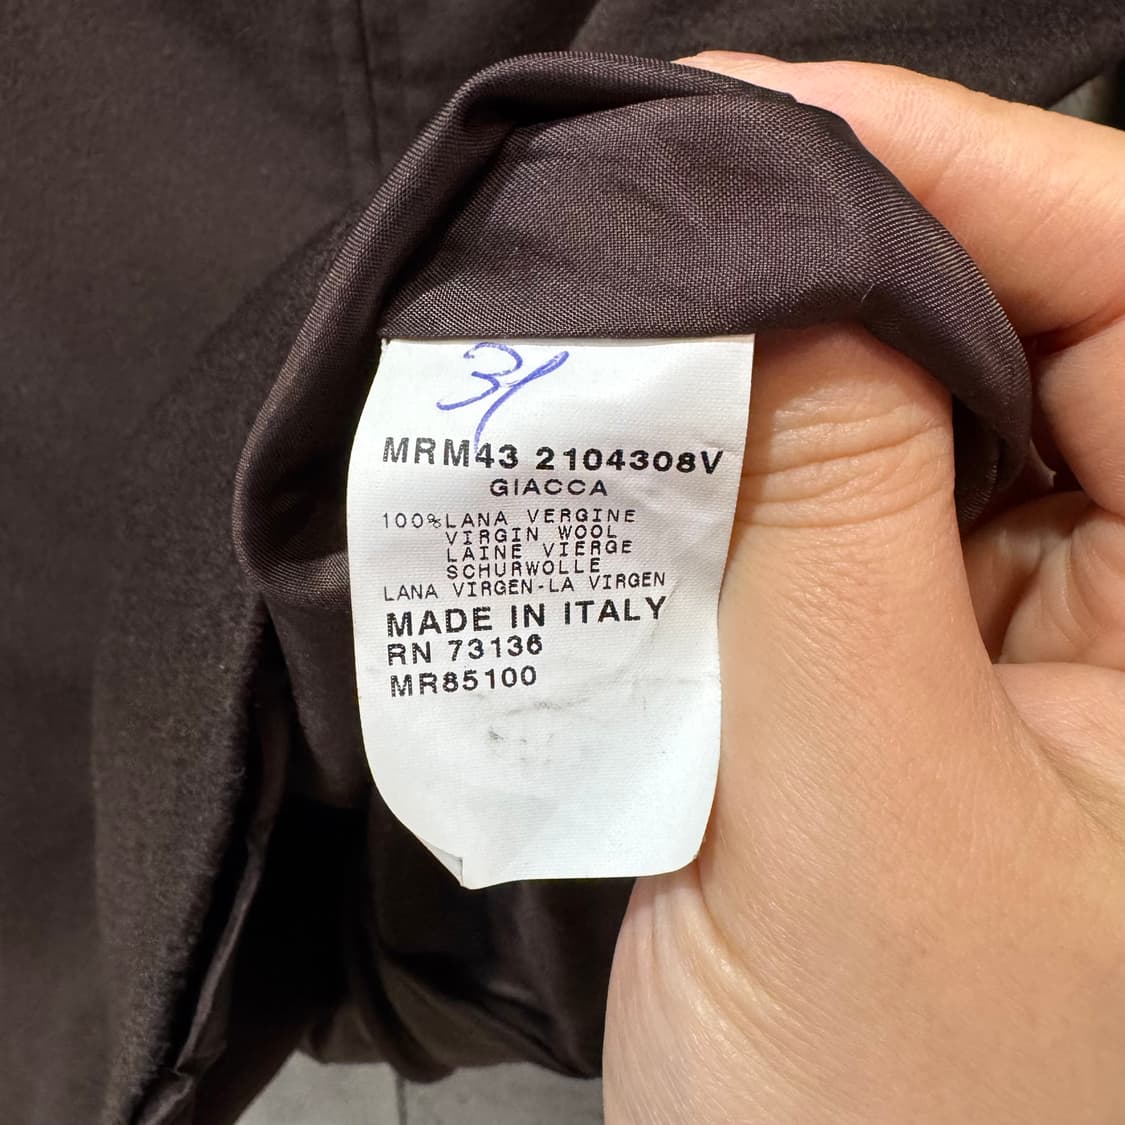 31
MRM43 2104308V
GIACCA
100%LANA VERGINE
VIRGIN WOOL
LAINE VIERGE
SCHURWOLLE
LANA VIRGEN-LA VIRGEN
MADE IN ITALY
RN 73136
MR85100